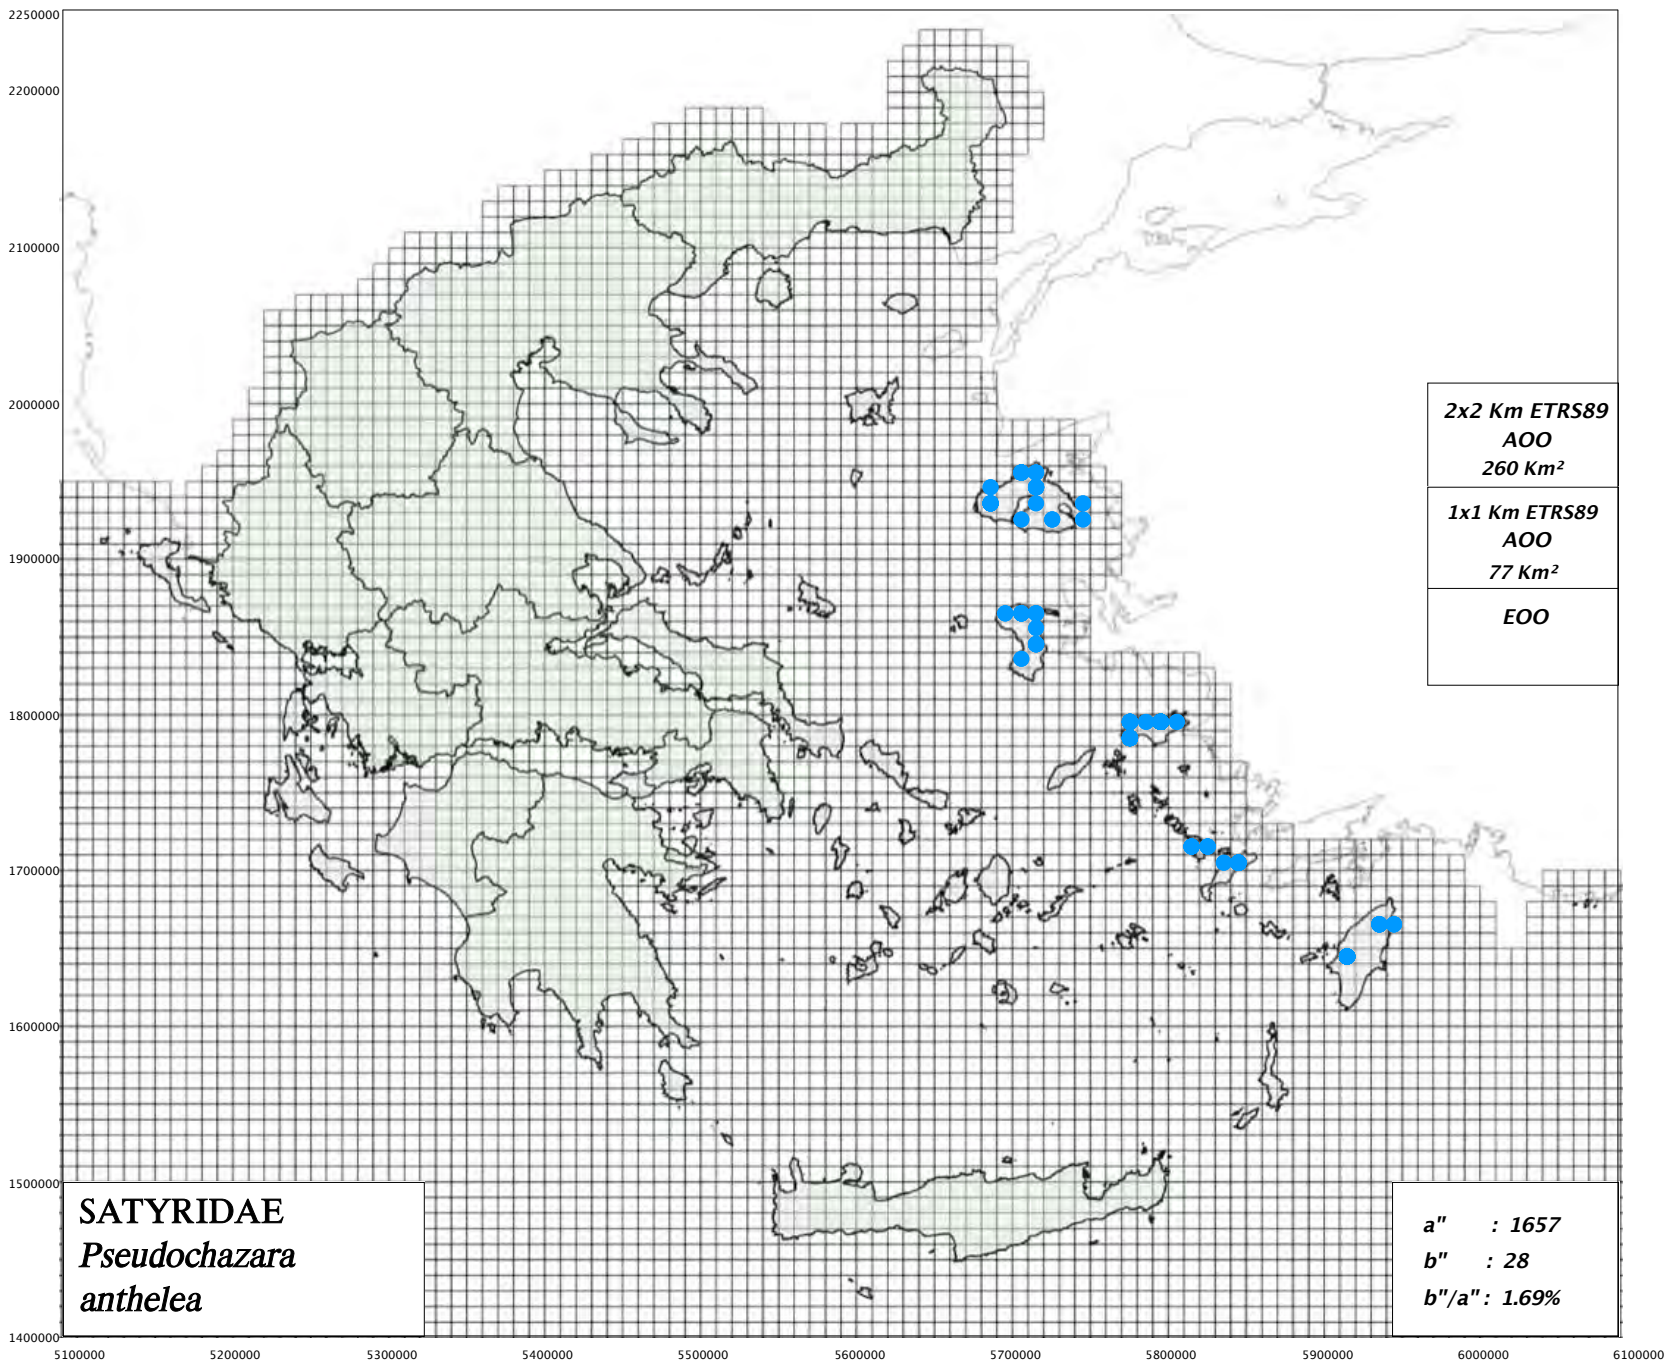 2250000
2200000
2100000
2000000
1900000
1800000
1700000
1600000
1500000
1400000
2x2 Km ETRS89
AOO
260 Km²
1x1 Km ETRS89
AOO
77 Km²
EOO
SATYRIDAE
Pseudochazara
anthelea
a" : 1657
b" : 28
b"/a" : 1.69%
5100000 5200000 5300000 5400000 5500000 5600000 5700000 5800000 5900000 6000000 6100000